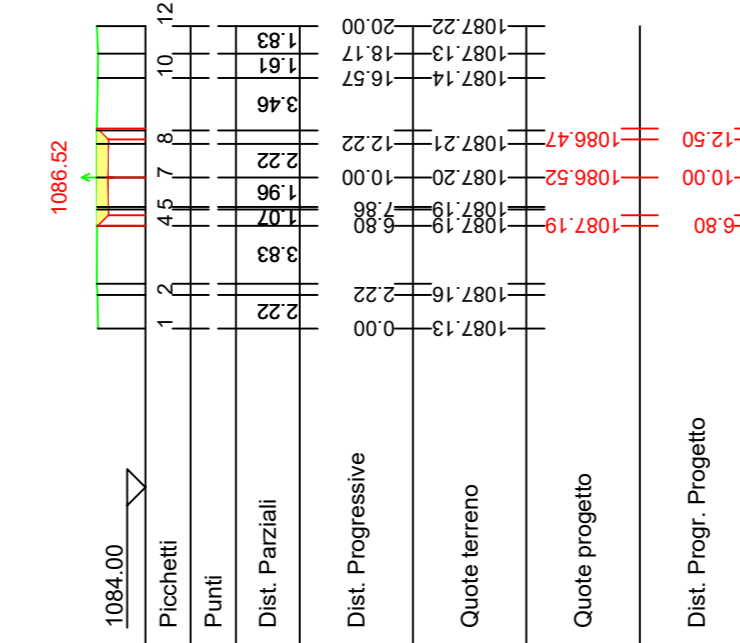 1086.52
1084.00
Picchetti 1 2 4 5 7 8 10 12
Punti
Dist. Parziali 2.22 3.83 1.07 1.96 2.22 3.46 1.61 1.83
Dist. Progressive 0.00 2.22 6.80 7.86 10.00 12.22 16.57 18.17 20.00
Quote terreno 1087.13 1087.16 1087.19 1087.19 1087.20 1087.21 1087.14 1087.13 1087.22
Quote progetto 1087.19 1086.52 1086.47
Dist. Progr. Progetto 6.80 10.00 12.50